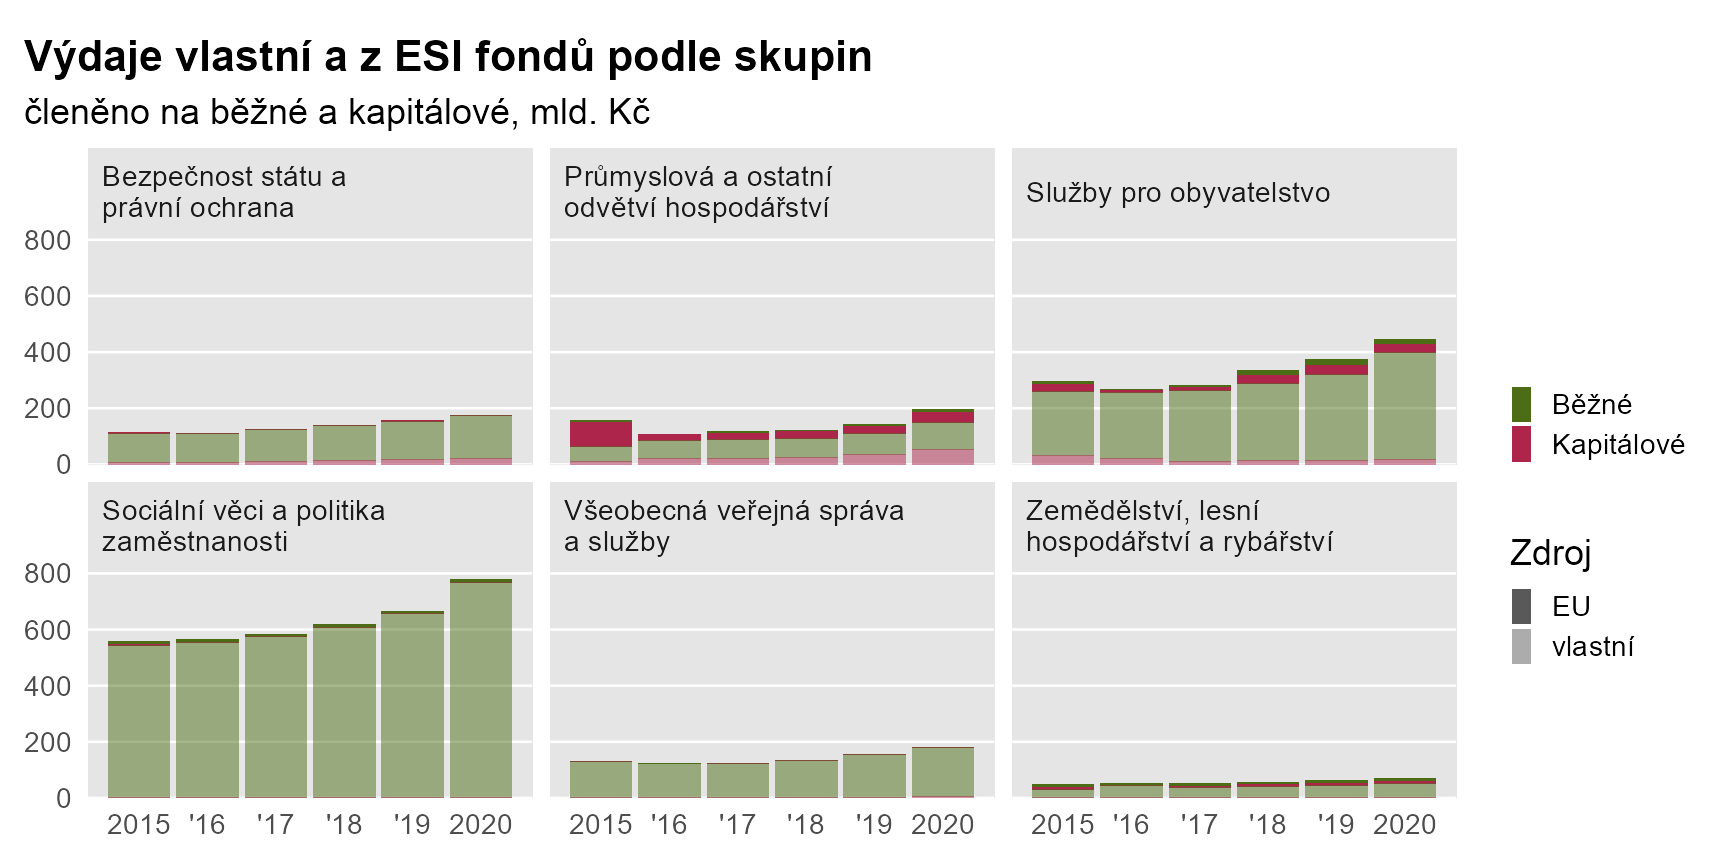 Výdaje vlastní a z ESI fondů podle skupin
členěno na běžné a kapitálové, mld. Kč
Bezpečnost státu a
právní ochrana
Průmyslová a ostatní
odvětví hospodářství
Služby pro obyvatelstvo
800
600
400
200
0
Běžné
Kapitálové
Sociální věci a politika
zaměstnanosti
Všeobecná veřejná správa
a služby
Zemědělství, lesní
hospodářství a rybářství
800
600
400
200
0
Zdroj
EU
vlastní
2015 '16 '17 '18 '19 2020
2015 '16 '17 '18 '19 2020
2015 '16 '17 '18 '19 2020